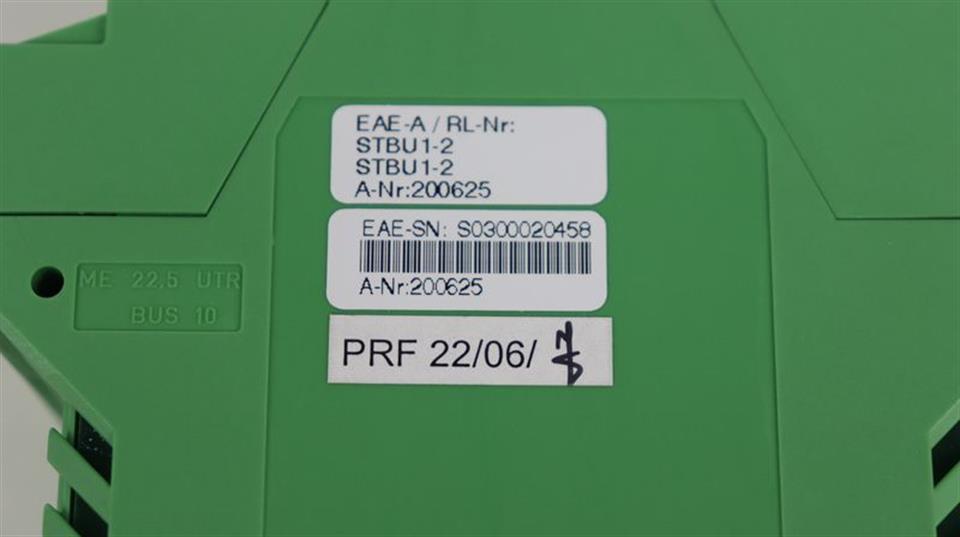 EAE-A / RL-Nr:
STBU1-2
STBU1-2
A-Nr:200625
EAE-SN: S0300020458
A-Nr:200625
ME 22,5 UTR
BUS 10
PRF 22/06/